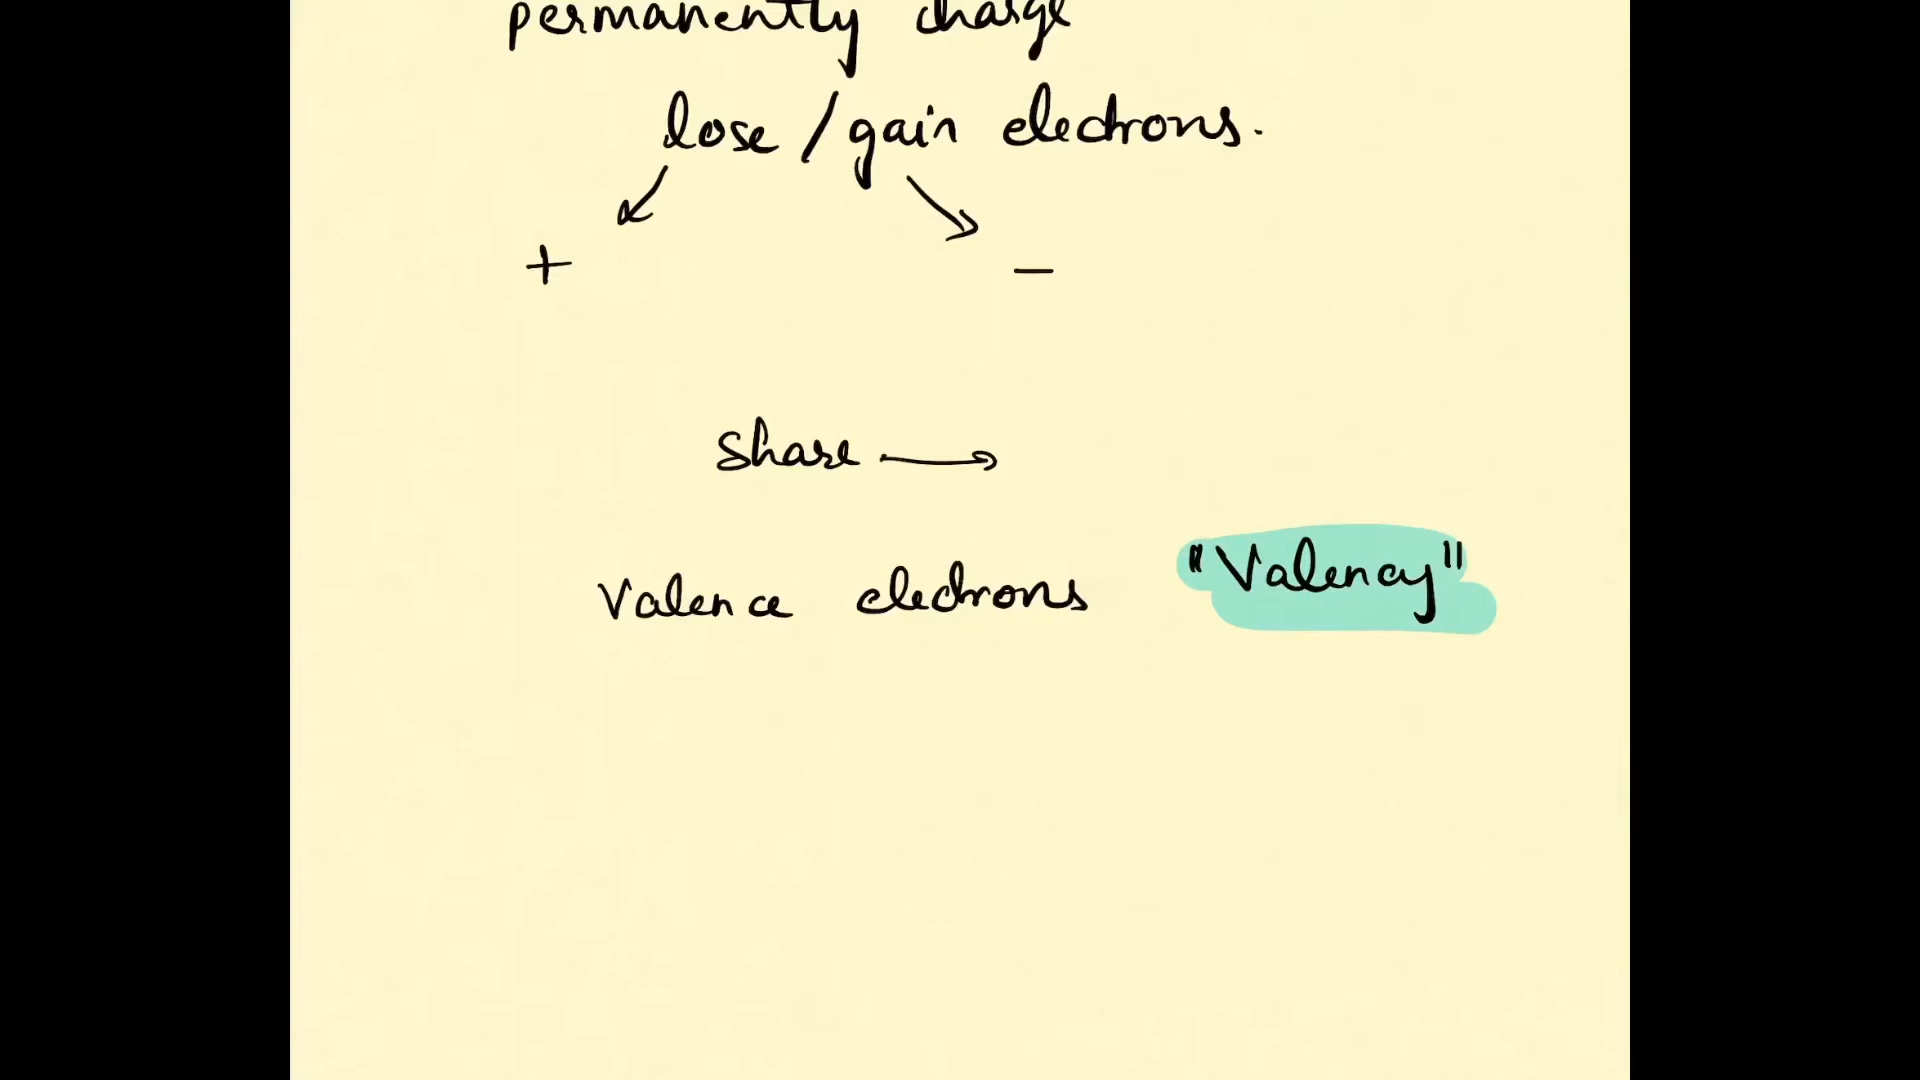 permanently charge
lose / gain electrons.
+ −
share →
Valence electrons "Valency"